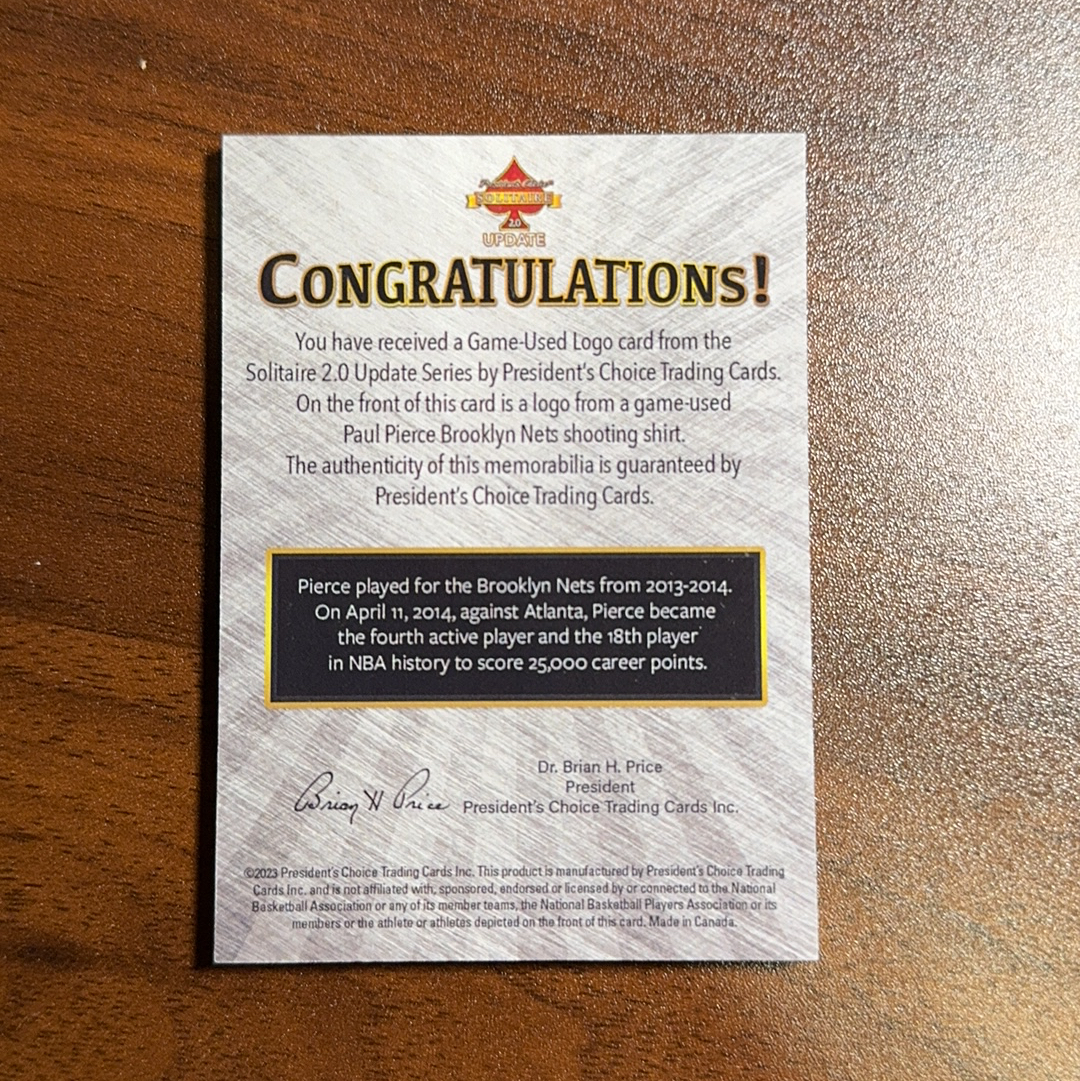 President's Choice
SOLITAIRE
2.0
UPDATE
CONGRATULATIONS!
You have received a Game-Used Logo card from the
Solitaire 2.0 Update Series by President's Choice Trading Cards.
On the front of this card is a logo from a game-used
Paul Pierce Brooklyn Nets shooting shirt.
The authenticity of this memorabilia is guaranteed by
President's Choice Trading Cards.
Pierce played for the Brooklyn Nets from 2013-2014.
On April 11, 2014, against Atlanta, Pierce became
the fourth active player and the 18th player
in NBA history to score 25,000 career points.
Brian H Price
Dr. Brian H. Price
President
President's Choice Trading Cards Inc.
©2023 President's Choice Trading Cards Inc. This product is manufactured by President's Choice Trading
Cards Inc. and is not affiliated with, sponsored, endorsed or licensed by or connected to the National
Basketball Association or any of its member teams, the National Basketball Players Association or its
members or the athlete or athletes depicted on the front of this card. Made in Canada.